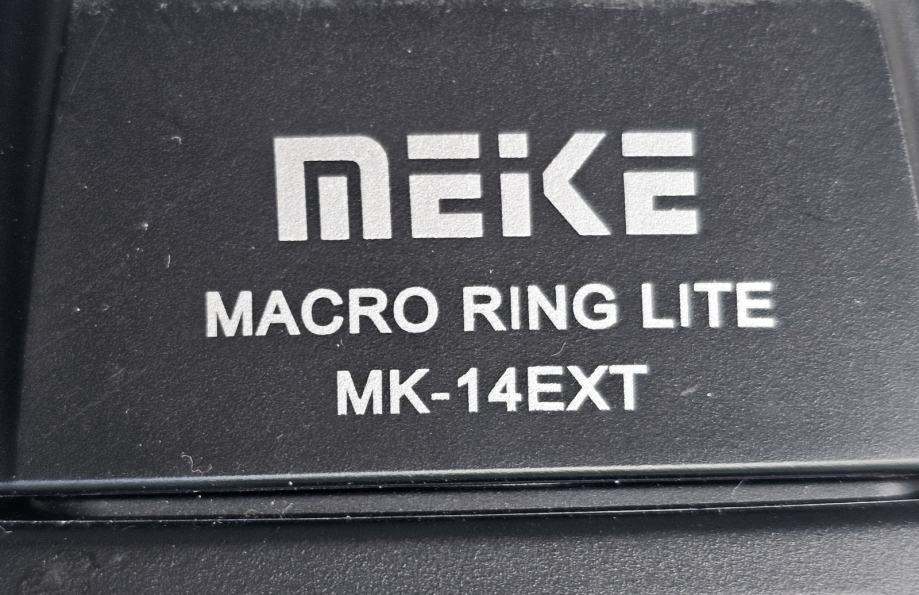 MEIKE
MACRO RING LITE
MK-14EXT